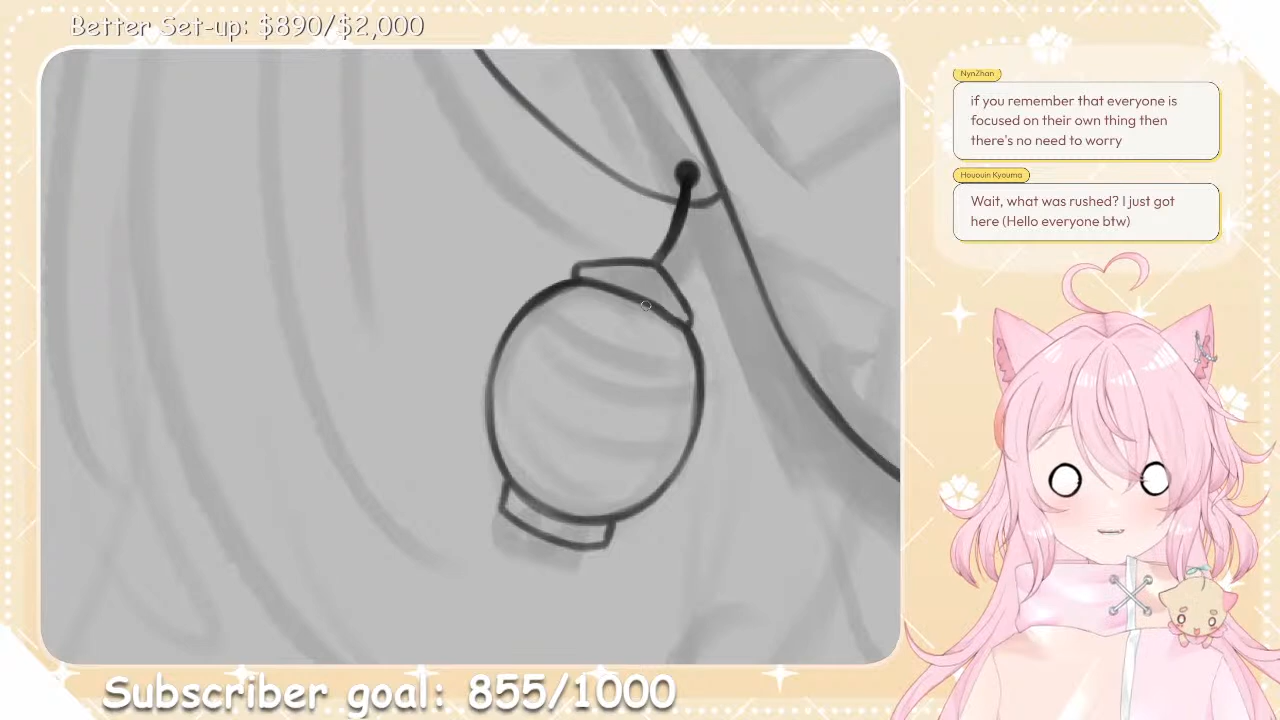 Better Set-up: $890/$2,000
NynZhan
if you remember that everyone is
focused on their own thing then
there's no need to worry
Hououin Kyouma
Wait, what was rushed? I just got
here (Hello everyone btw)
Subscriber goal: 855/1000